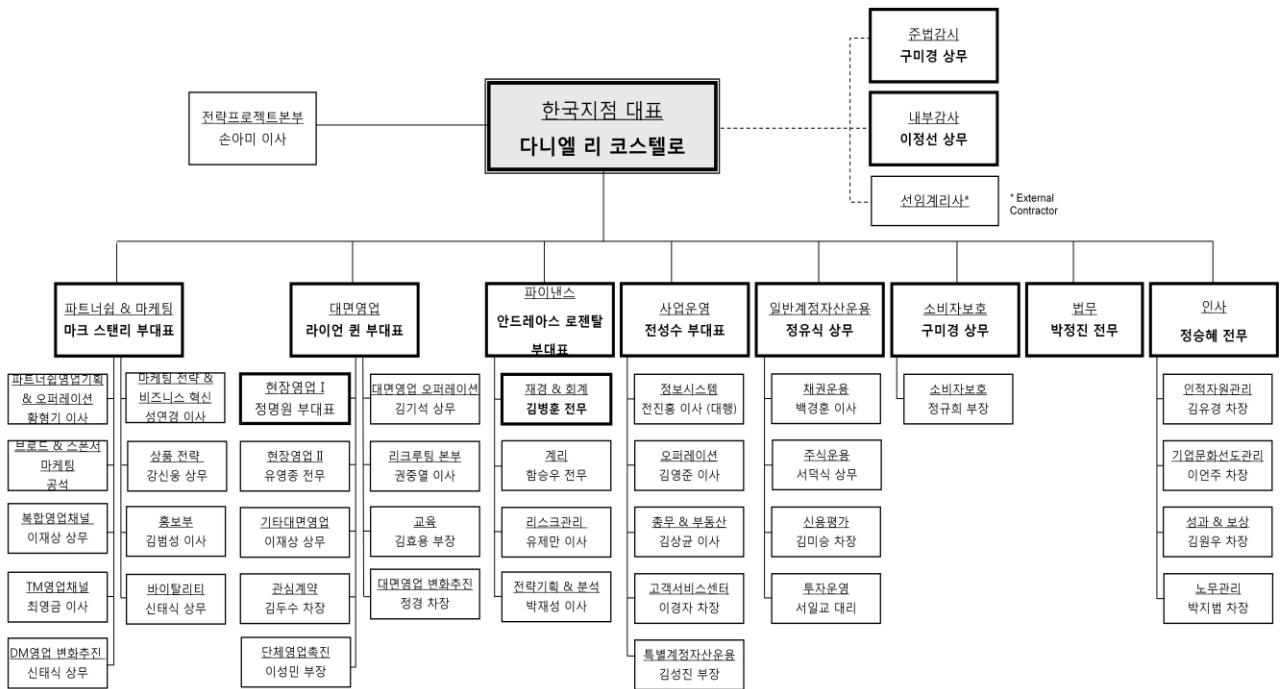 준법감시
구미경 상무
한국지점 대표
다니엘 리 코스텔로
전략프로젝트본부
손아미 이사
내부감사
이정선 상무
선임계리사*
* External
Contractor
파트너쉽 & 마케팅
마크 스탠리 부대표
대면영업
라이언 퀸 부대표
파이낸스
안드레아스 로젠탈
부대표
사업운영
전성수 부대표
일반계정자산운용
정유식 상무
소비자보호
구미경 상무
법무
박정진 전무
인사
정승혜 전무
파트너쉽영업기획
& 오퍼레이션
황형기 이사
브로드 & 스폰서
마케팅
공석
복합영업채널
이재상 상무
TM영업채널
최영금 이사
DM영업 변화추진
신태식 상무
마케팅 전략 &
비즈니스 혁신
성연경 이사
상품 전략
강신웅 상무
홍보부
김범성 이사
바이탈리티
신태식 상무
현장영업 I
정명원 부대표
현장영업 II
유영종 전무
기타대면영업
이재상 상무
관심계약
김두수 차장
단체영업촉진
이성민 부장
대면영업 오퍼레이션
김기석 상무
리크루팅 본부
권중열 이사
교육
김효용 부장
대면영업 변화추진
정경 차장
재경 & 회계
김병훈 전무
계리
함승우 전무
리스크관리
유제만 이사
전략기획 & 분석
박재성 이사
정보시스템
전진홍 이사 (대행)
오퍼레이션
김영준 이사
총무 & 부동산
김상균 이사
고객서비스센터
이경자 차장
특별계정자산운용
김성진 부장
채권운용
백경훈 이사
주식운용
서덕식 상무
신용평가
김미승 차장
투자운영
서일교 대리
소비자보호
정규희 부장
인적자원관리
김유경 차장
기업문화선도관리
이언주 차장
성과 & 보상
김원우 차장
노무관리
박지범 차장